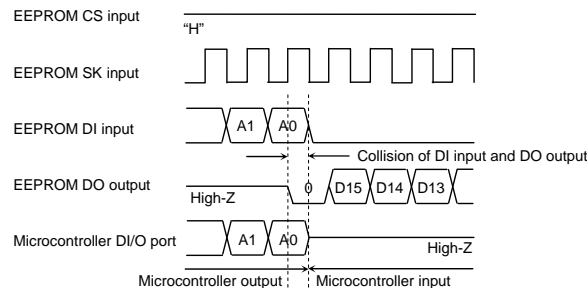 EEPROM CS input
“H”
EEPROM SK input
EEPROM DI input A1 A0
Collision of DI input and DO output
EEPROM DO output High-Z 0 D15 D14 D13
Microcontroller DI/O port A1 A0 High-Z
Microcontroller output Microcontroller input